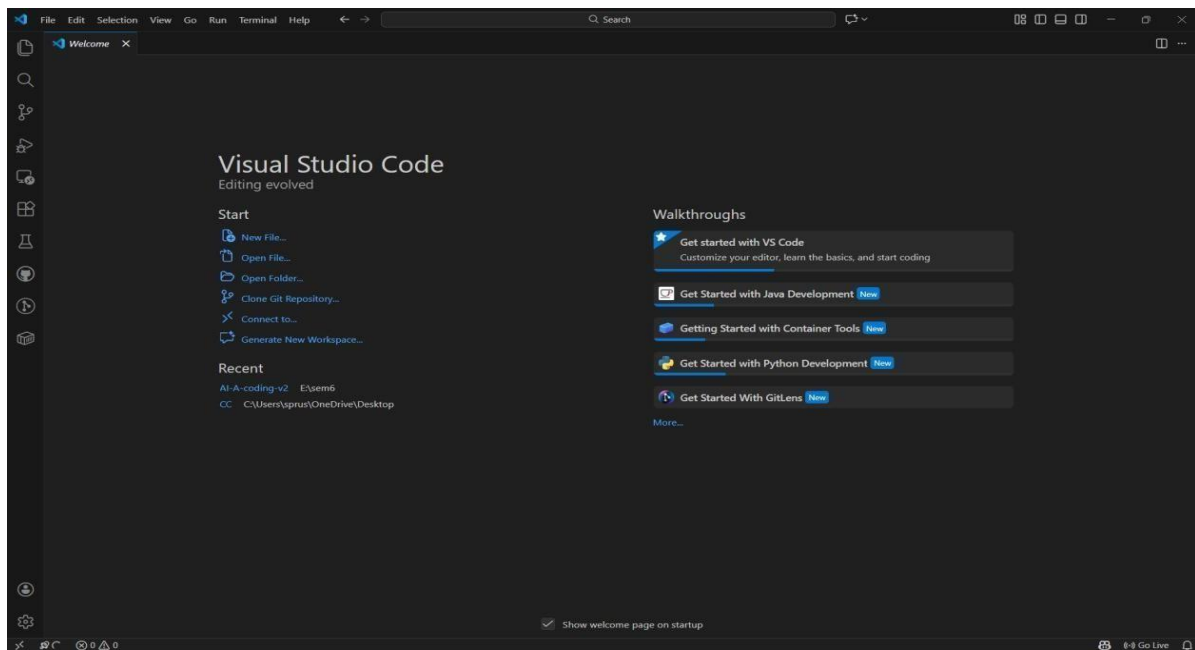 File Edit Selection View Go Run Terminal Help Search
Welcome
Visual Studio Code
Editing evolved
Start
New File...
Open File...
Open Folder...
Clone Git Repository...
Connect to...
Generate New Workspace...
Recent
AI-A-coding-v2 E:\sem6
CC C:\Users\sprus\OneDrive\Desktop
Walkthroughs
Get started with VS Code
Customize your editor, learn the basics, and start coding
Get Started with Java Development New
Getting Started with Container Tools New
Get Started with Python Development New
Get Started With GitLens New
More...
Show welcome page on startup
0 0 Go Live